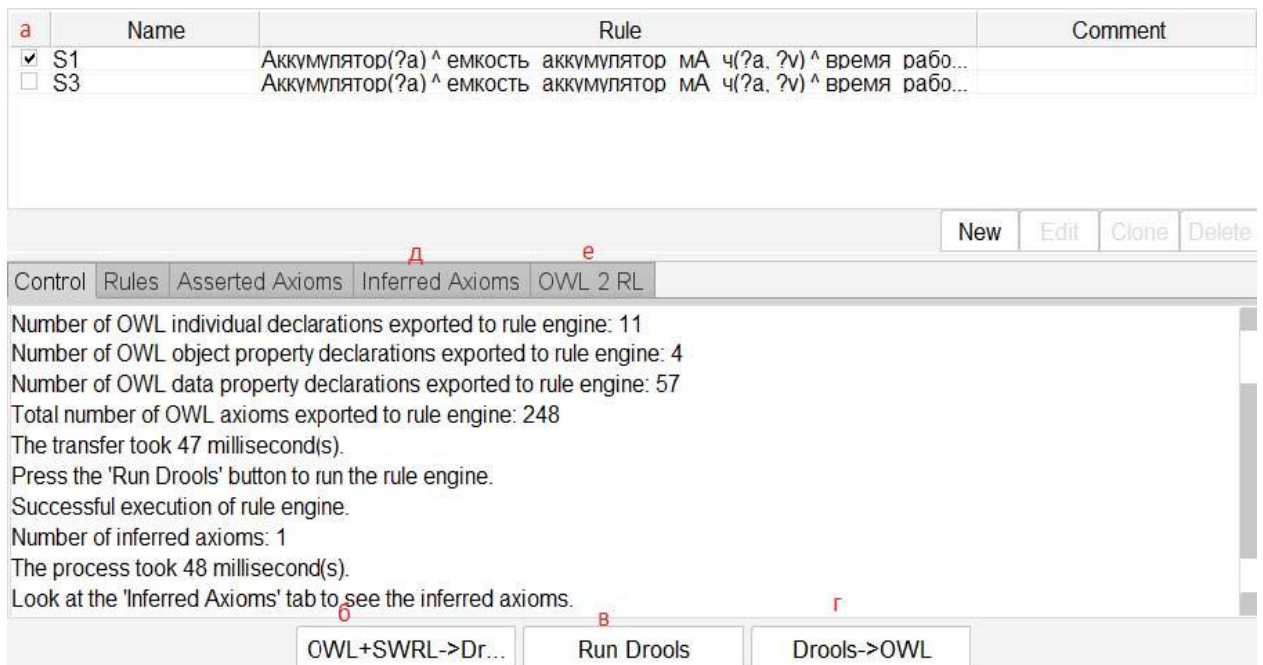 а Name Rule Comment
S1 Аккумулятор(?a) ^ емкость_аккумулятор_мА_ч(?a, ?v) ^ время_рабо...
S3 Аккумулятор(?a) ^ емкость_аккумулятор_мА_ч(?a, ?v) ^ время_рабо...
New Edit Clone Delete
д е
Control Rules Asserted Axioms Inferred Axioms OWL 2 RL
Number of OWL individual declarations exported to rule engine: 11
Number of OWL object property declarations exported to rule engine: 4
Number of OWL data property declarations exported to rule engine: 57
Total number of OWL axioms exported to rule engine: 248
The transfer took 47 millisecond(s).
Press the 'Run Drools' button to run the rule engine.
Successful execution of rule engine.
Number of inferred axioms: 1
The process took 48 millisecond(s).
Look at the 'Inferred Axioms' tab to see the inferred axioms.
б в г
OWL+SWRL->Dr... Run Drools Drools->OWL